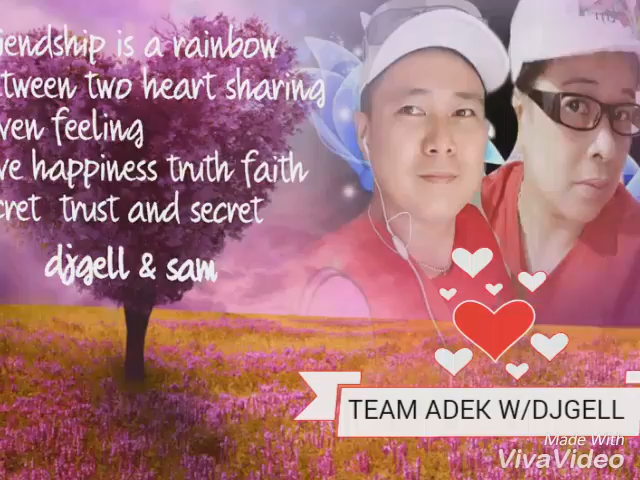 iendship is a rainbow
tween two heart sharing
ven feeling
ve happiness truth faith
cret trust and secret
djgell & sam
TEAM ADEK W/DJGELL
Made With
VivaVideo